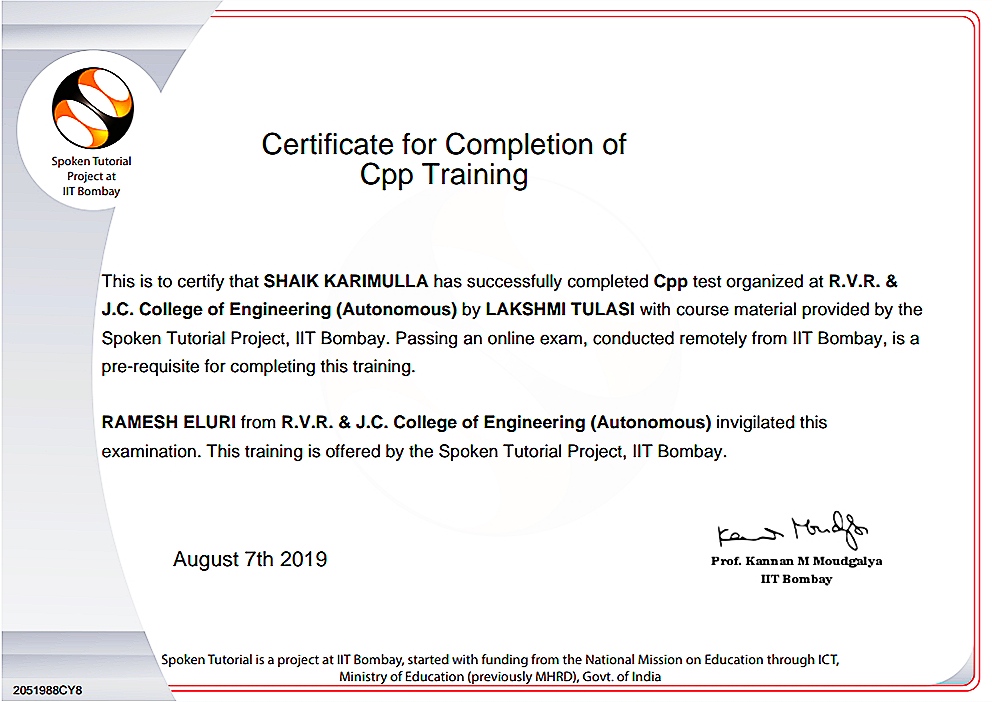 Spoken Tutorial
Project at
IIT Bombay
Certificate for Completion of
Cpp Training
This is to certify that SHAIK KARIMULLA has successfully completed Cpp test organized at R.V.R. &
J.C. College of Engineering (Autonomous) by LAKSHMI TULASI with course material provided by the
Spoken Tutorial Project, IIT Bombay. Passing an online exam, conducted remotely from IIT Bombay, is a
pre-requisite for completing this training.
RAMESH ELURI from R.V.R. & J.C. College of Engineering (Autonomous) invigilated this
examination. This training is offered by the Spoken Tutorial Project, IIT Bombay.
August 7th 2019
Kannan Moudgalya
Prof. Kannan M Moudgalya
IIT Bombay
Spoken Tutorial is a project at IIT Bombay, started with funding from the National Mission on Education through ICT,
Ministry of Education (previously MHRD), Govt. of India
2051988CY8